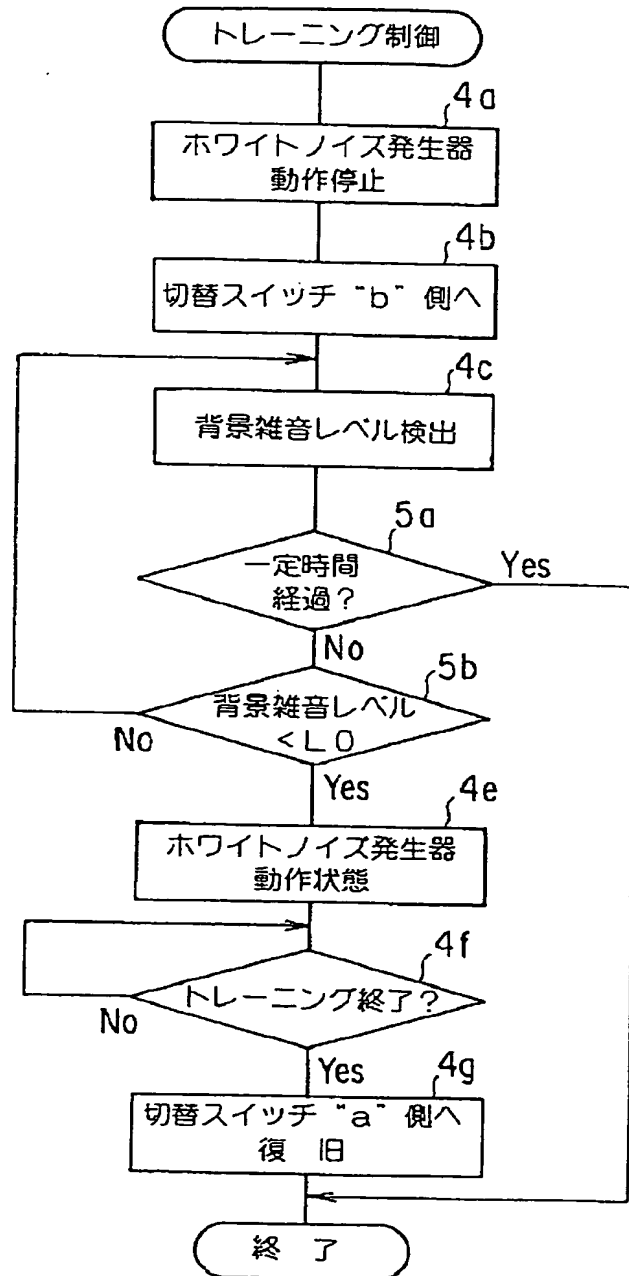 トレーニング制御
4a
ホワイトノイズ発生器
動作停止
4b
切替スイッチ "b" 側へ
4c
背景雑音レベル検出
5a
一定時間
経過?
Yes
No
5b
背景雑音レベル
<L0
No
Yes
4e
ホワイトノイズ発生器
動作状態
4f
トレーニング終了?
No
Yes
4g
切替スイッチ "a" 側へ
復 旧
終 了